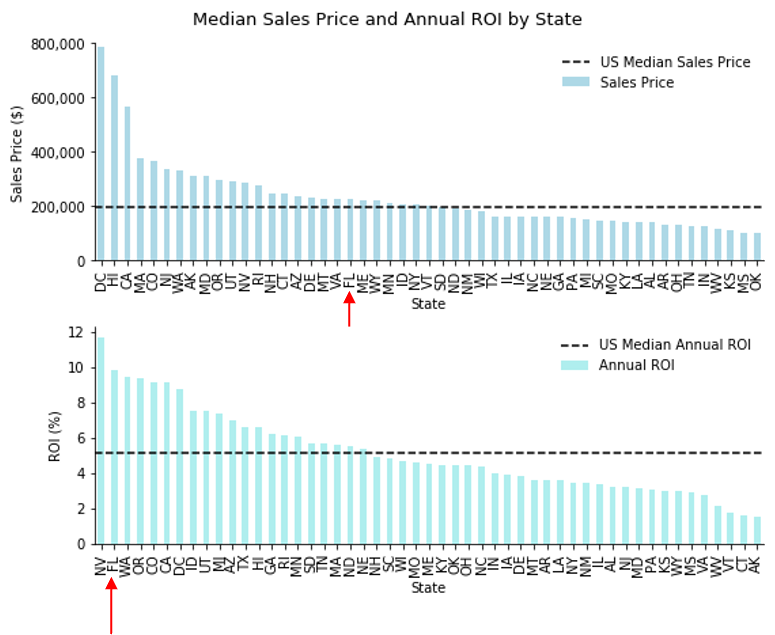 Median Sales Price and Annual ROI by State
800,000
600,000
400,000
200,000
0
Sales Price ($)
US Median Sales Price
Sales Price
DC HI CA MA CO NJ WA AK MD OR UT NV RI NH CT AZ DE MT VA FL ME WY MN ID NY VT SD ND NM WI TX IL IA NC NE GA PA MI SC MO KY LA AL AR OH TN IN WV KS MS OK
State
12
10
8
6
4
2
0
ROI (%)
US Median Annual ROI
Annual ROI
NV FL WA OR CO CA DC ID UT MI AZ TX HI GA RI MN SD TN MA ND NE NH SC WI MO ME KY OK OH NC IN IA DE MT AR LA NY NM IL AL NJ MD PA KS WY MS VA WV VT CT AK
State